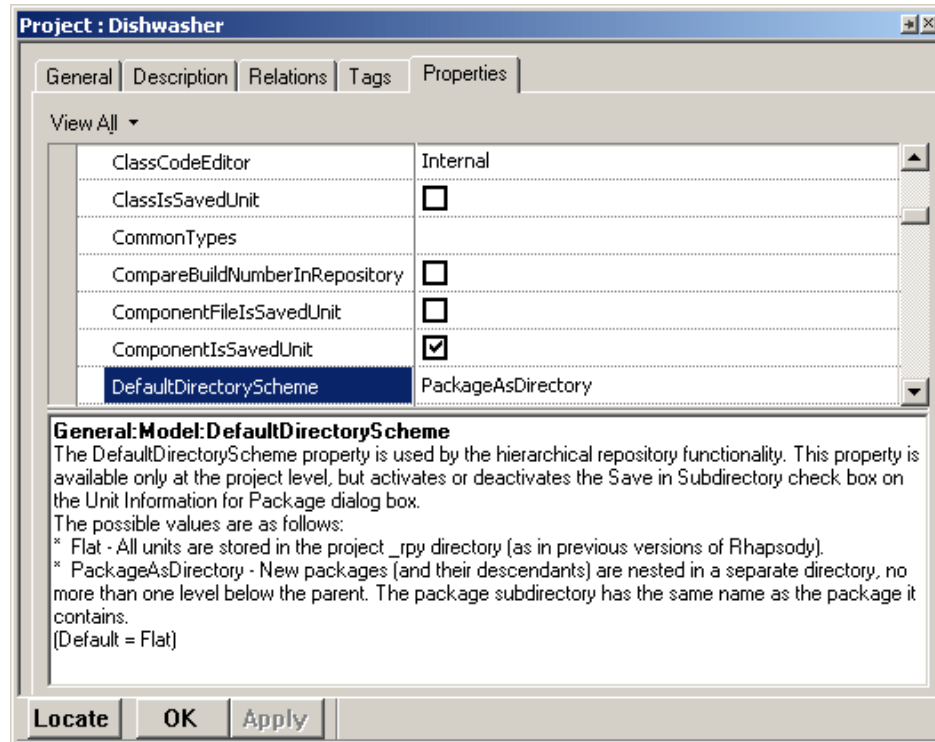 Project : Dishwasher
General Description Relations Tags Properties
View All
ClassCodeEditor Internal
ClassIsSavedUnit
CommonTypes
CompareBuildNumberInRepository
ComponentFileIsSavedUnit
ComponentIsSavedUnit
DefaultDirectoryScheme PackageAsDirectory
General:Model:DefaultDirectoryScheme
The DefaultDirectoryScheme property is used by the hierarchical repository functionality. This property is
available only at the project level, but activates or deactivates the Save in Subdirectory check box on
the Unit Information for Package dialog box.
The possible values are as follows:
* Flat - All units are stored in the project _rpy directory (as in previous versions of Rhapsody).
* PackageAsDirectory - New packages (and their descendants) are nested in a separate directory, no
more than one level below the parent. The package subdirectory has the same name as the package it
contains.
(Default = Flat)
Locate OK Apply